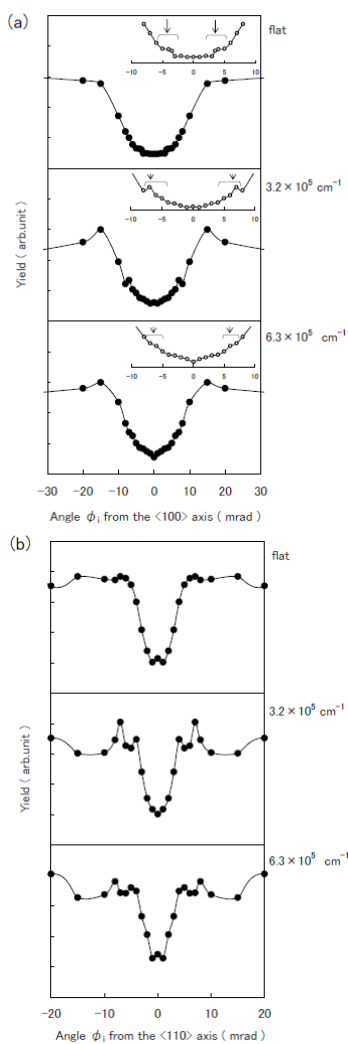 (a)
flat
-10 -5 0 5 10
3.2×10⁵ cm⁻¹
-10 -5 0 5 10
Yield ( arb.unit )
6.3×10⁵ cm⁻¹
-10 -5 0 5 10
−30 −20 −10 0 10 20 30
Angle ϕi from the <100> axis ( mrad )
(b)
flat
3.2×10⁵ cm⁻¹
Yield ( arb.unit )
6.3×10⁵ cm⁻¹
−20 −10 0 10 20
Angle ϕi from the <110> axis ( mrad )